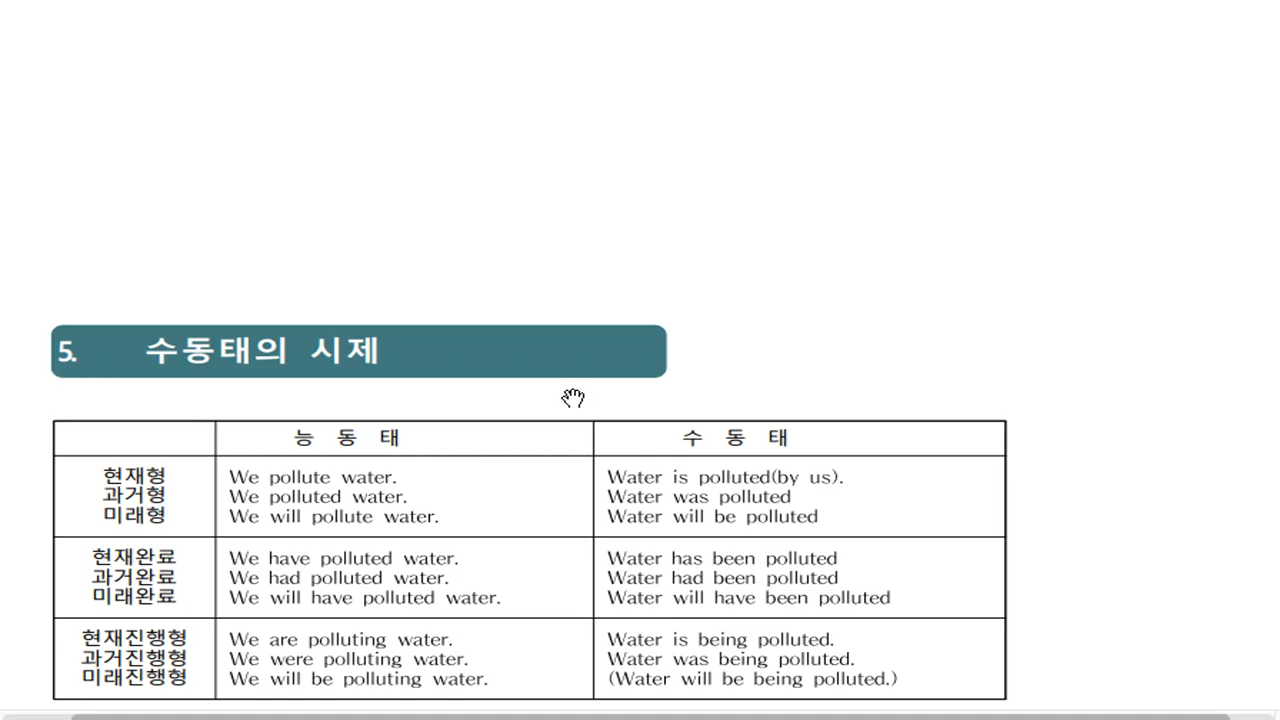 5. 수동태의 시제
능 동 태 수 동 태
현재형 We pollute water. Water is polluted(by us).
과거형 We polluted water. Water was polluted
미래형 We will pollute water. Water will be polluted
현재완료 We have polluted water. Water has been polluted
과거완료 We had polluted water. Water had been polluted
미래완료 We will have polluted water. Water will have been polluted
현재진행형 We are polluting water. Water is being polluted.
과거진행형 We were polluting water. Water was being polluted.
미래진행형 We will be polluting water. (Water will be being polluted.)